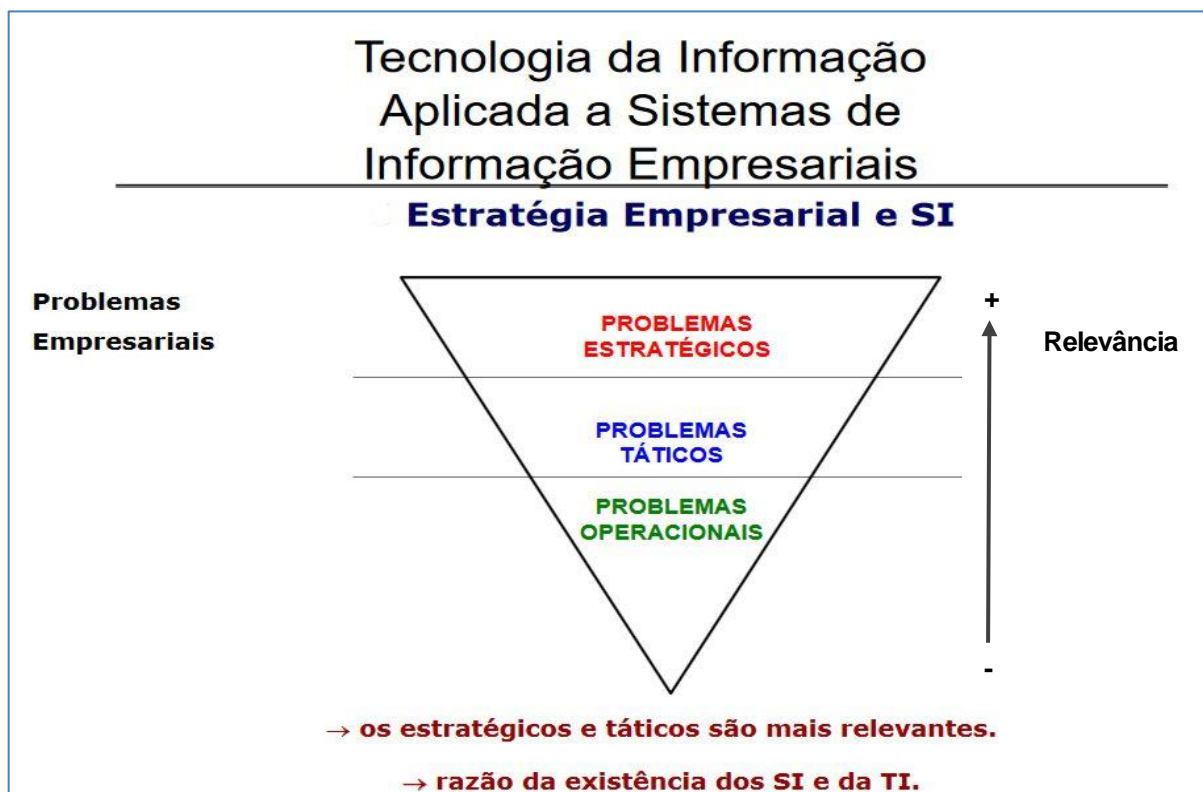 Tecnologia da Informação
Aplicada a Sistemas de
Informação Empresariais
Estratégia Empresarial e SI
Problemas
Empresariais
PROBLEMAS
ESTRATÉGICOS
+
Relevância
PROBLEMAS
TÁTICOS
PROBLEMAS
OPERACIONAIS
-
→ os estratégicos e táticos são mais relevantes.
→ razão da existência dos SI e da TI.